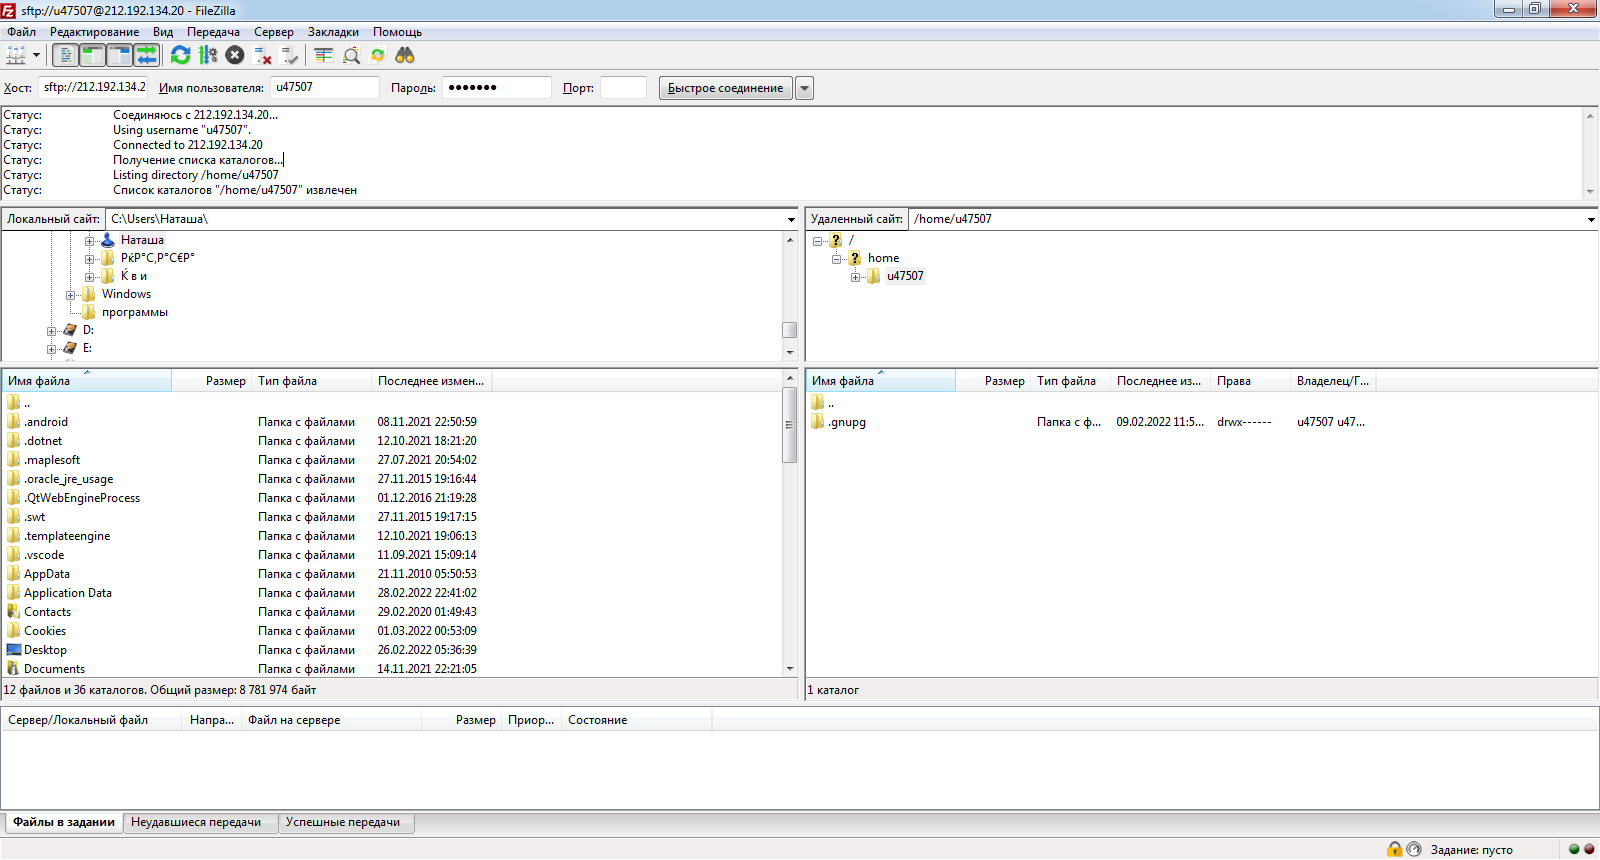 sftp://u47507@212.192.134.20 - FileZilla
Файл Редактирование Вид Передача Сервер Закладки Помощь
Хост: sftp://212.192.134.2 Имя пользователя: u47507 Пароль: ●●●●●●● Порт: Быстрое соединение
Статус: Соединяюсь с 212.192.134.20...
Статус: Using username "u47507".
Статус: Connected to 212.192.134.20
Статус: Получение списка каталогов...
Статус: Listing directory /home/u47507
Статус: Список каталогов "/home/u47507" извлечен
Локальный сайт: C:\Users\Наташа\
Наташа
РќР°С‚Р°С€Р°
Ќ в и
Windows
программы
D:
E:
Удаленный сайт: /home/u47507
/
home
u47507
Имя файла Размер Тип файла Последнее измен...
..
.android Папка с файлами 08.11.2021 22:50:59
.dotnet Папка с файлами 12.10.2021 18:21:20
.maplesoft Папка с файлами 27.07.2021 20:54:02
.oracle_jre_usage Папка с файлами 27.11.2015 19:16:44
.QtWebEngineProcess Папка с файлами 01.12.2016 21:19:28
.swt Папка с файлами 27.11.2015 19:17:15
.templateengine Папка с файлами 12.10.2021 19:06:13
.vscode Папка с файлами 11.09.2021 15:09:14
AppData Папка с файлами 21.11.2010 05:50:53
Application Data Папка с файлами 28.02.2022 22:41:02
Contacts Папка с файлами 29.02.2020 01:49:43
Cookies Папка с файлами 01.03.2022 00:53:09
Desktop Папка с файлами 26.02.2022 05:36:39
Documents Папка с файлами 14.11.2021 22:21:05
12 файлов и 36 каталогов. Общий размер: 8 781 974 байт
Имя файла Размер Тип файла Последнее из... Права Владелец/Г...
..
.gnupg Папка с ф... 09.02.2022 11:5... drwx------ u47507 u47...
1 каталог
Сервер/Локальный файл Напра... Файл на сервере Размер Приор... Состояние
Файлы в задании Неудавшиеся передачи Успешные передачи
Задание: пусто